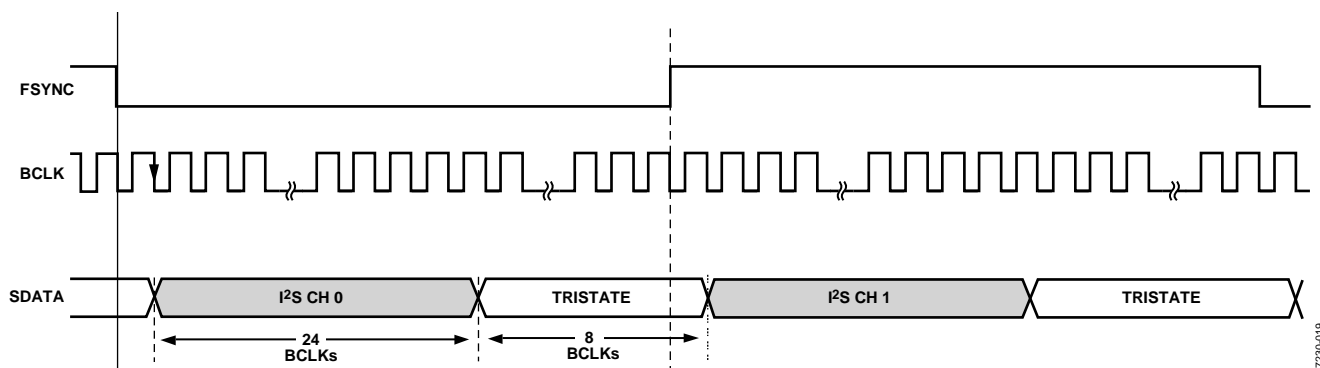 FSYNC
BCLK
SDATA
I²S CH 0
TRISTATE
I²S CH 1
TRISTATE
24
BCLKs
8
BCLKs